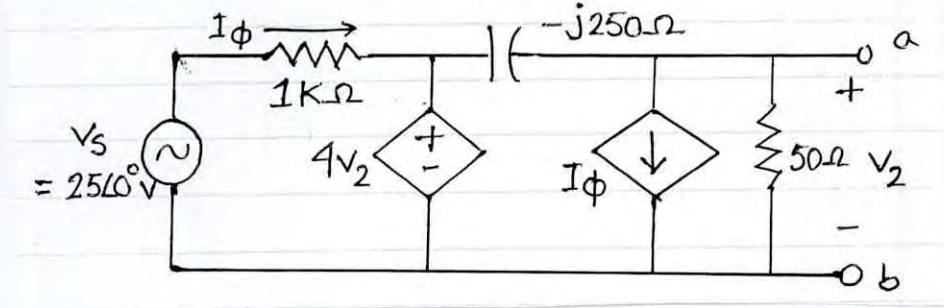 Iϕ
-j250Ω
a
1KΩ
+
Vs
= 25∠0° V
4V₂
+
-
Iϕ
50Ω
V₂
-
b